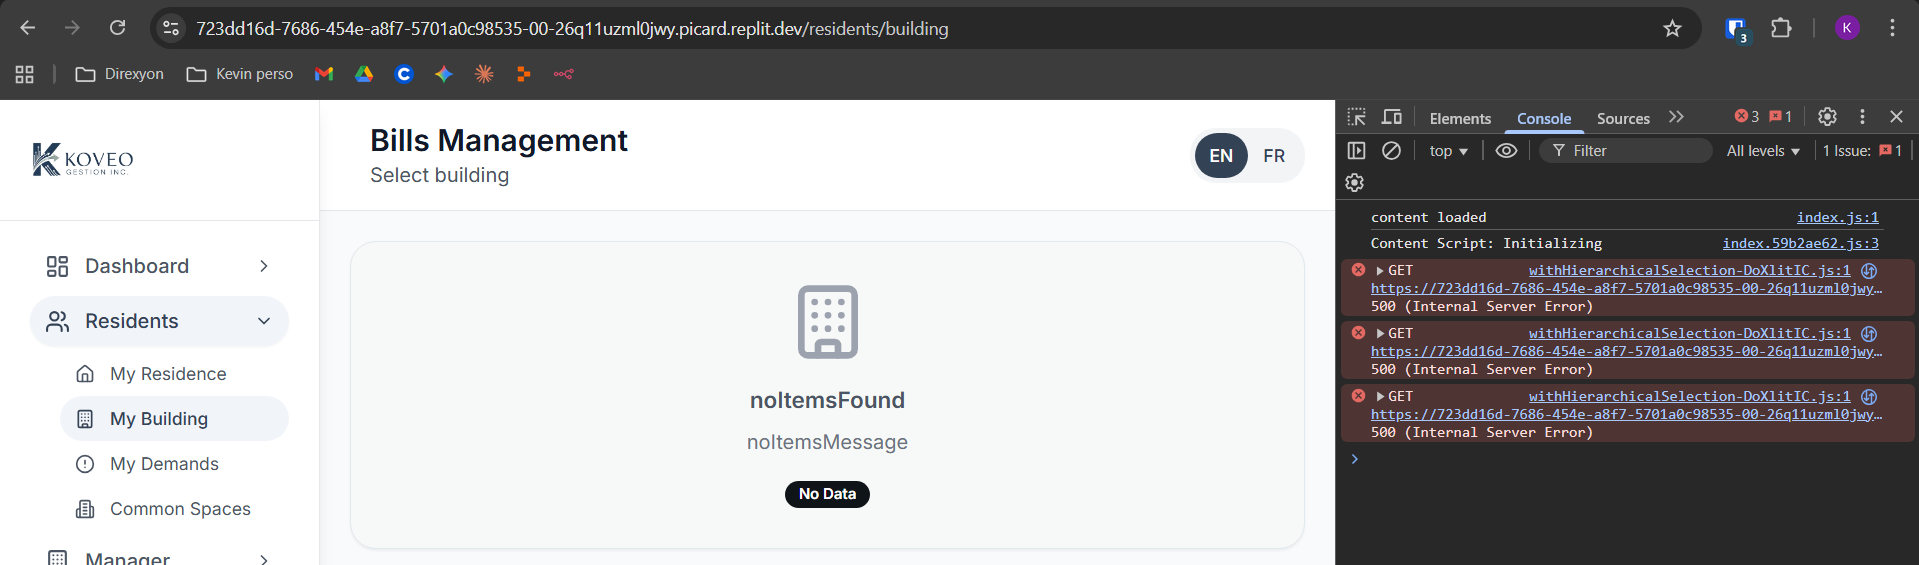 723dd16d-7686-454e-a8f7-5701a0c98535-00-26q11uzml0jwy.picard.replit.dev/residents/building
3
K
Direxyon
Kevin perso
KOVEO
GESTION INC.
Dashboard
Residents
My Residence
My Building
My Demands
Common Spaces
Manager
Bills Management
Select building
EN
FR
noItemsFound
noItemsMessage
No Data
Elements
Console
Sources
3
1
top
Filter
All levels
1 Issue:
1
content loaded index.js:1
Content Script: Initializing index.59b2ae62.js:3
GET withHierarchicalSelection-DoXlitIC.js:1
https://723dd16d-7686-454e-a8f7-5701a0c98535-00-26q11uzml0jwy…
500 (Internal Server Error)
GET withHierarchicalSelection-DoXlitIC.js:1
https://723dd16d-7686-454e-a8f7-5701a0c98535-00-26q11uzml0jwy…
500 (Internal Server Error)
GET withHierarchicalSelection-DoXlitIC.js:1
https://723dd16d-7686-454e-a8f7-5701a0c98535-00-26q11uzml0jwy…
500 (Internal Server Error)